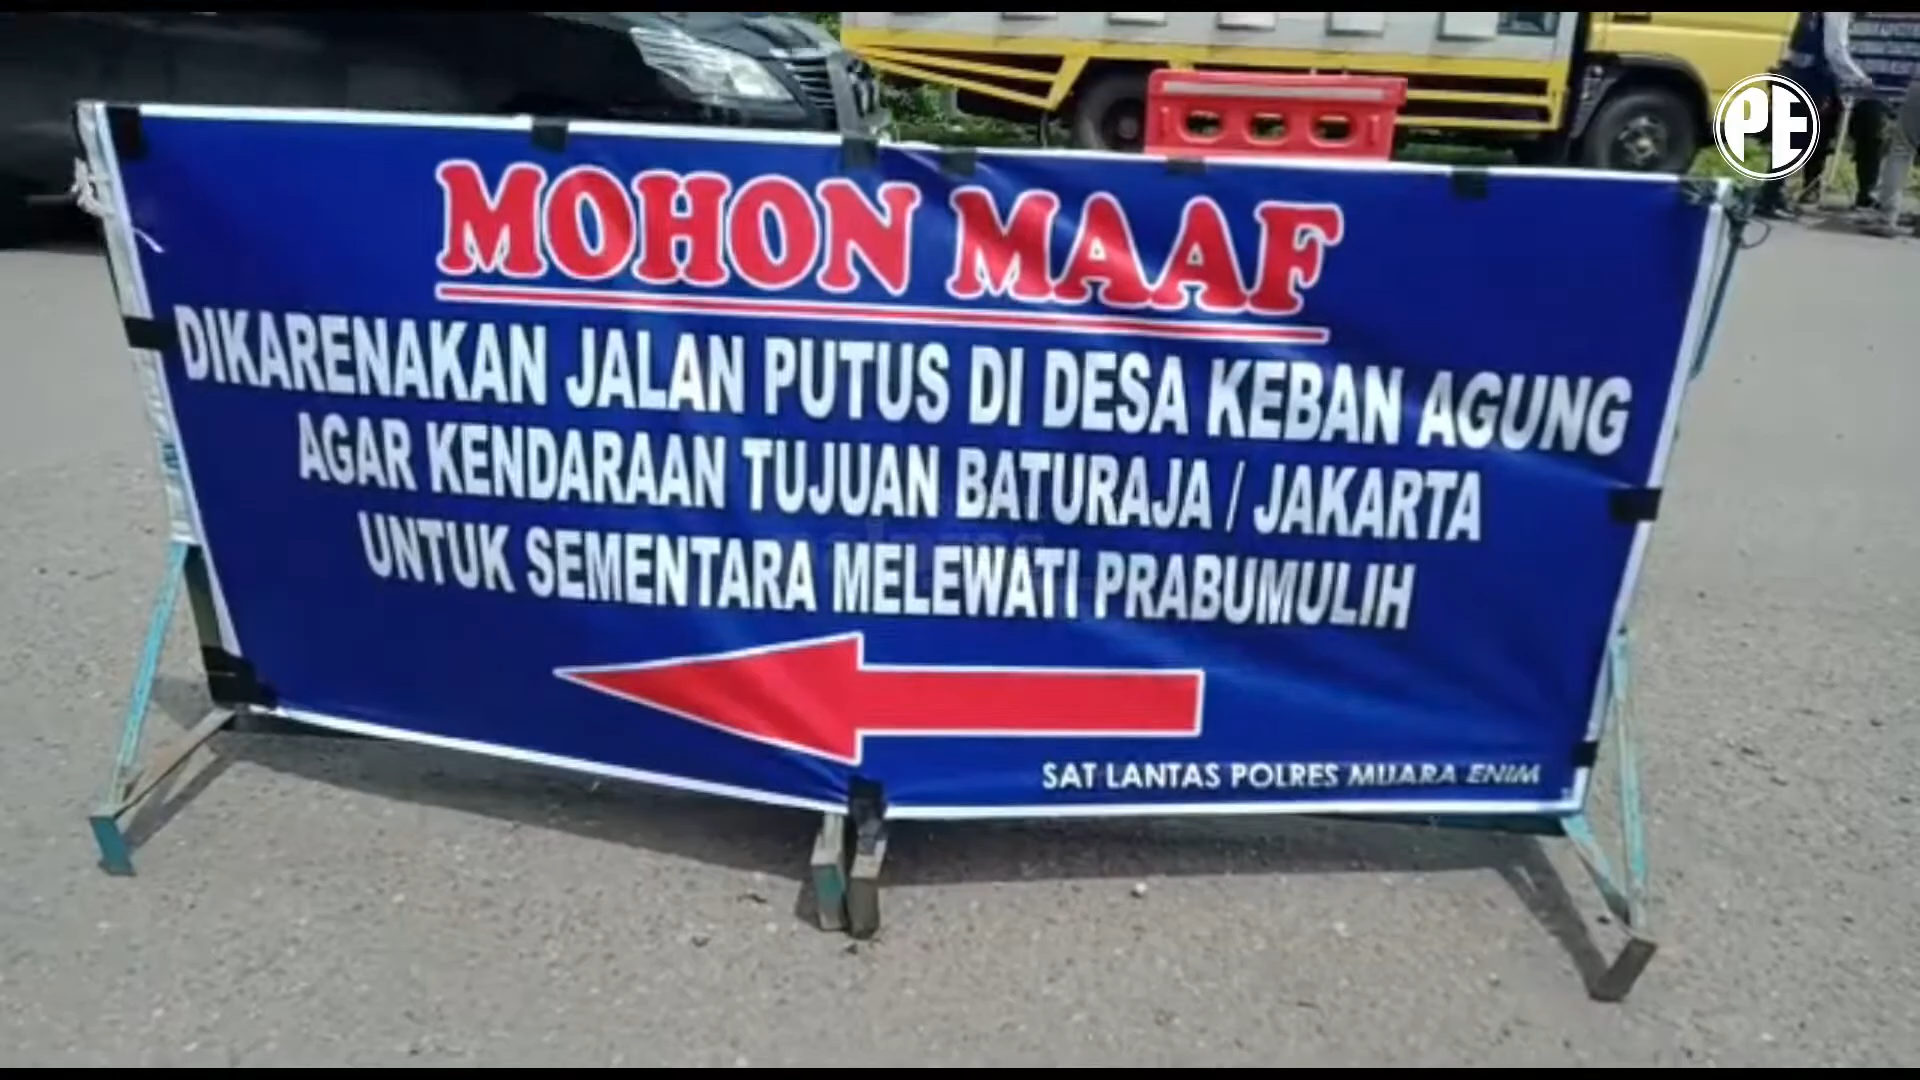 PE
MOHON MAAF
DIKARENAKAN JALAN PUTUS DI DESA KEBAN AGUNG
AGAR KENDARAAN TUJUAN BATURAJA / JAKARTA
UNTUK SEMENTARA MELEWATI PRABUMULIH
SAT LANTAS POLRES MUARA ENIM